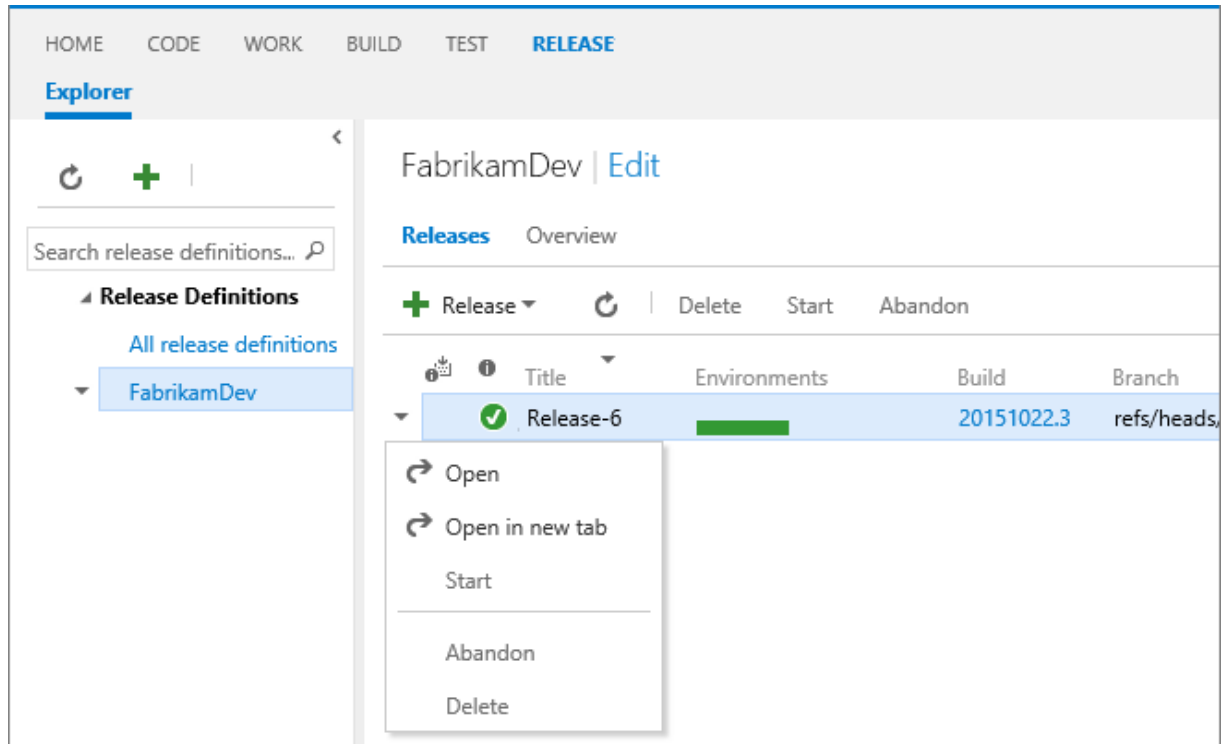 HOME CODE WORK BUILD TEST RELEASE
Explorer
FabrikamDev | Edit
Search release definitions...
Release Definitions
All release definitions
FabrikamDev
Releases Overview
Release Delete Start Abandon
Title Environments Build Branch
Release-6 20151022.3 refs/heads/
Open
Open in new tab
Start
Abandon
Delete